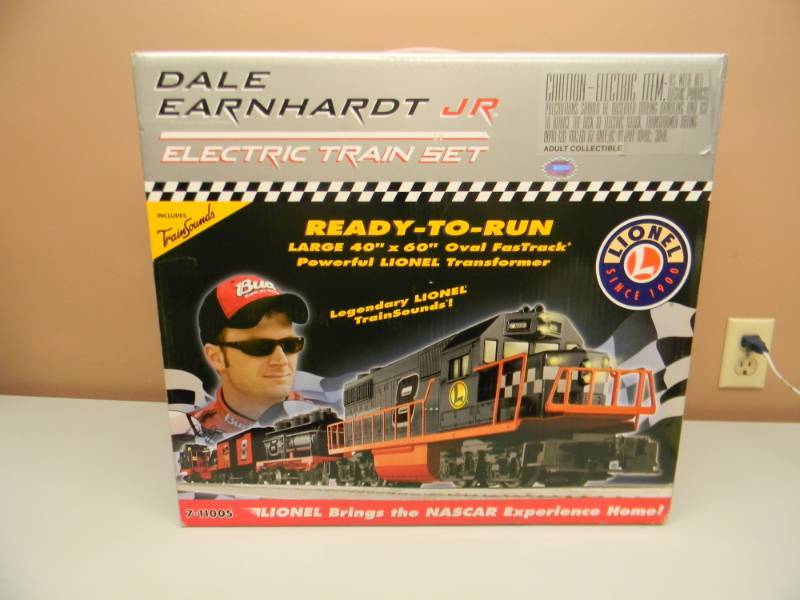 DALE
EARNHARDT JR
ELECTRIC TRAIN SET
CAUTION-ELECTRIC ITEM:
ADULT COLLECTIBLE
INCLUDES
TrainSounds
READY-TO-RUN
LARGE 40" x 60" Oval FasTrack
Powerful LIONEL Transformer
Legendary LIONEL
TrainSounds!
LIONEL
L
SINCE 1900
Bud
Bud
L
7-11005
LIONEL Brings the NASCAR Experience Home!